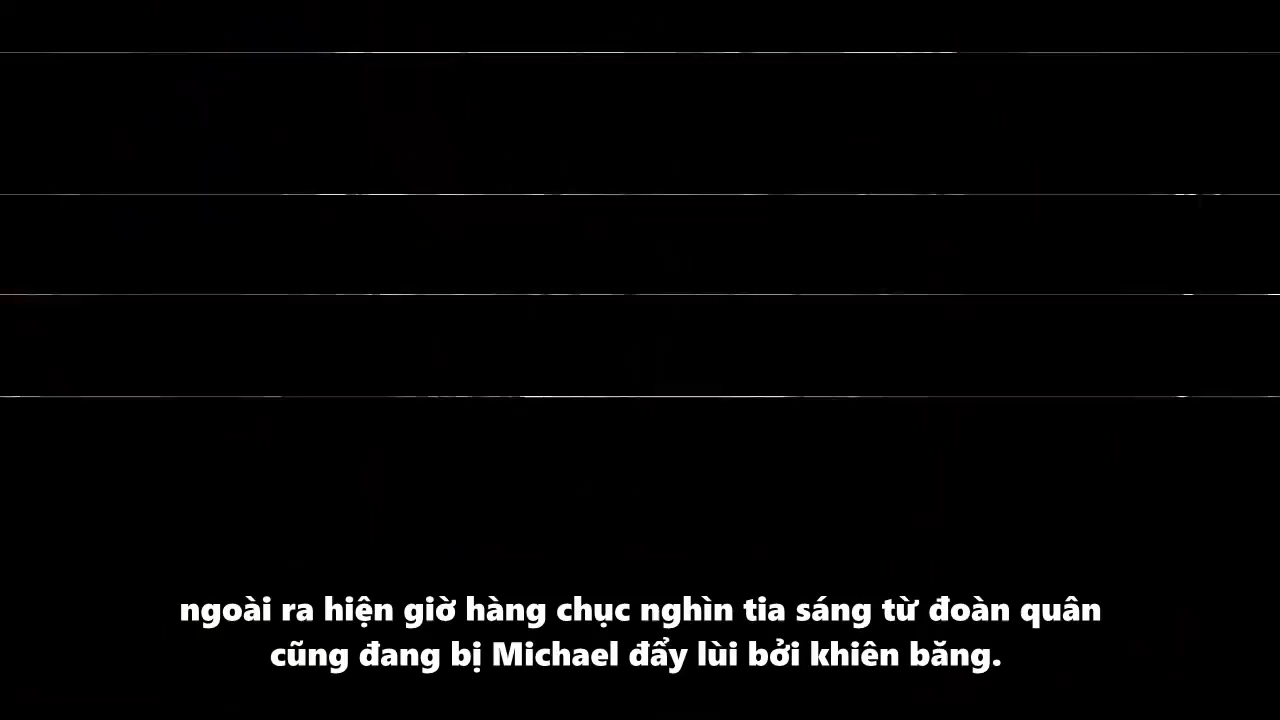 ngoài ra hiện giờ hàng chục nghìn tia sáng từ đoàn quân
cũng đang bị Michael đẩy lùi bởi khiên băng.